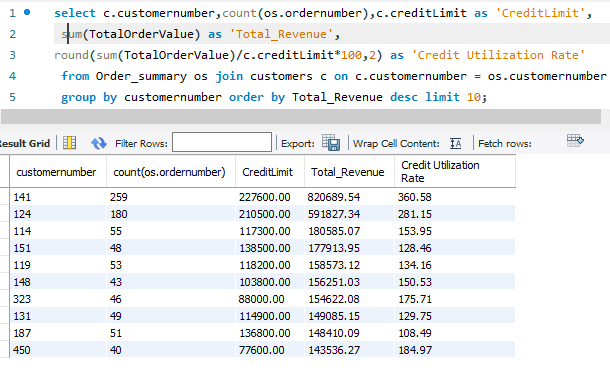 1 select c.customernumber,count(os.ordernumber),c.creditLimit as 'CreditLimit',
2 sum(TotalOrderValue) as 'Total_Revenue',
3 round(sum(TotalOrderValue)/c.creditLimit*100,2) as 'Credit Utilization Rate'
4 from Order_summary os join customers c on c.customernumber = os.customernumber
5 group by customernumber order by Total_Revenue desc limit 10;
Result Grid Filter Rows: Export: Wrap Cell Content: IA Fetch rows:
customernumber count(os.ordernumber) CreditLimit Total_Revenue Credit Utilization
Rate
141 259 227600.00 820689.54 360.58
124 180 210500.00 591827.34 281.15
114 55 117300.00 180585.07 153.95
151 48 138500.00 177913.95 128.46
119 53 118200.00 158573.12 134.16
148 43 103800.00 156251.03 150.53
323 46 88000.00 154622.08 175.71
131 49 114900.00 149085.15 129.75
187 51 136800.00 148410.09 108.49
450 40 77600.00 143536.27 184.97